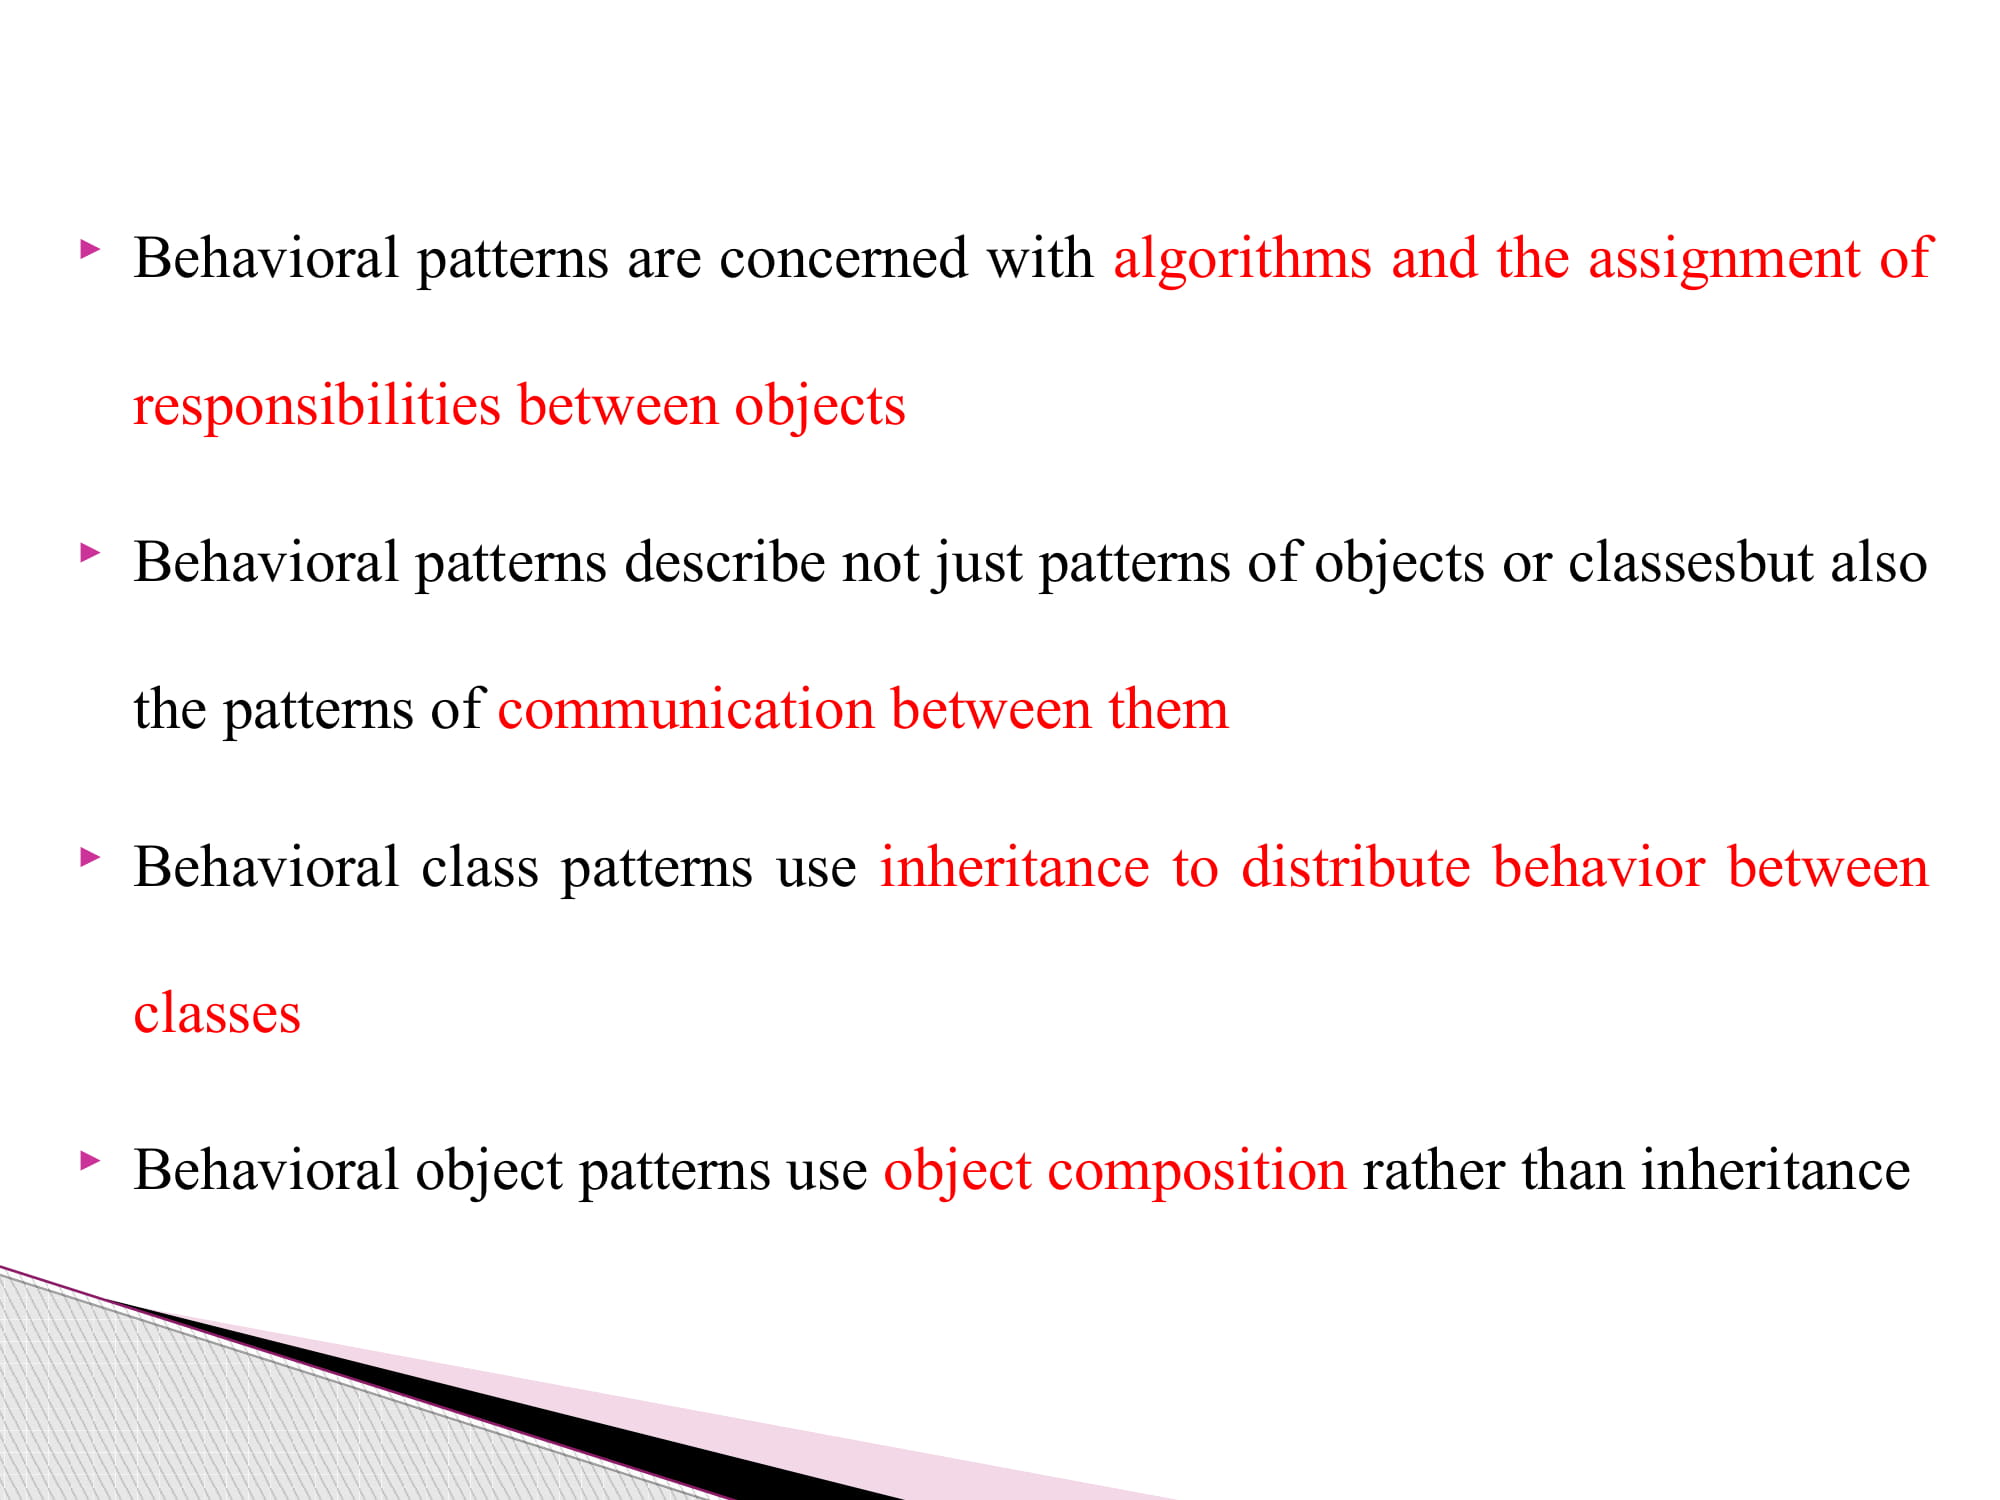 Behavioral patterns are concerned with algorithms and the assignment of
responsibilities between objects
Behavioral patterns describe not just patterns of objects or classesbut also
the patterns of communication between them
Behavioral class patterns use inheritance to distribute behavior between
classes
Behavioral object patterns use object composition rather than inheritance